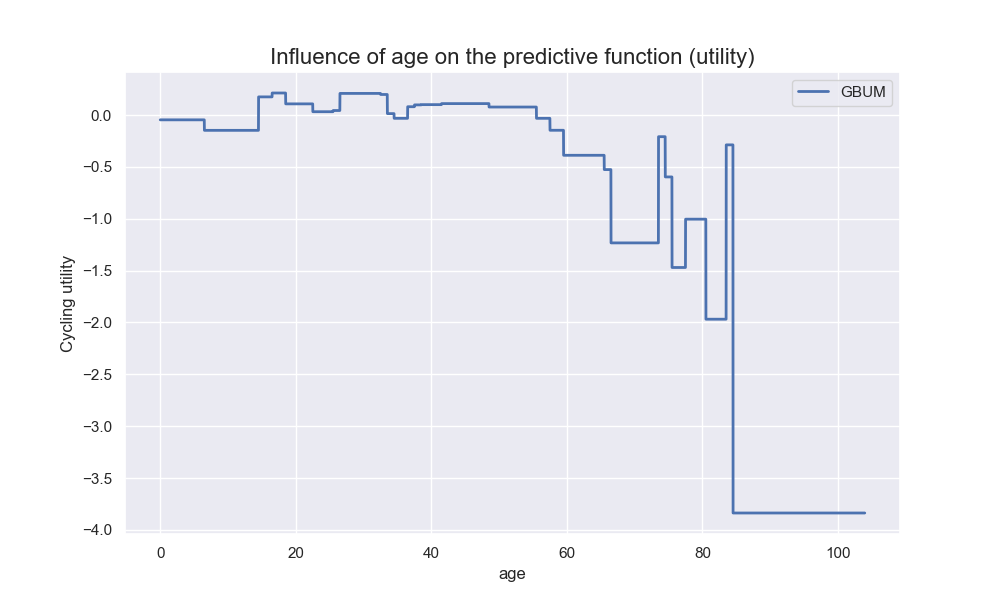 Influence of age on the predictive function (utility)
GBUM
0.0
−0.5
−1.0
−1.5
−2.0
−2.5
−3.0
−3.5
−4.0
Cycling utility
0 20 40 60 80 100
age